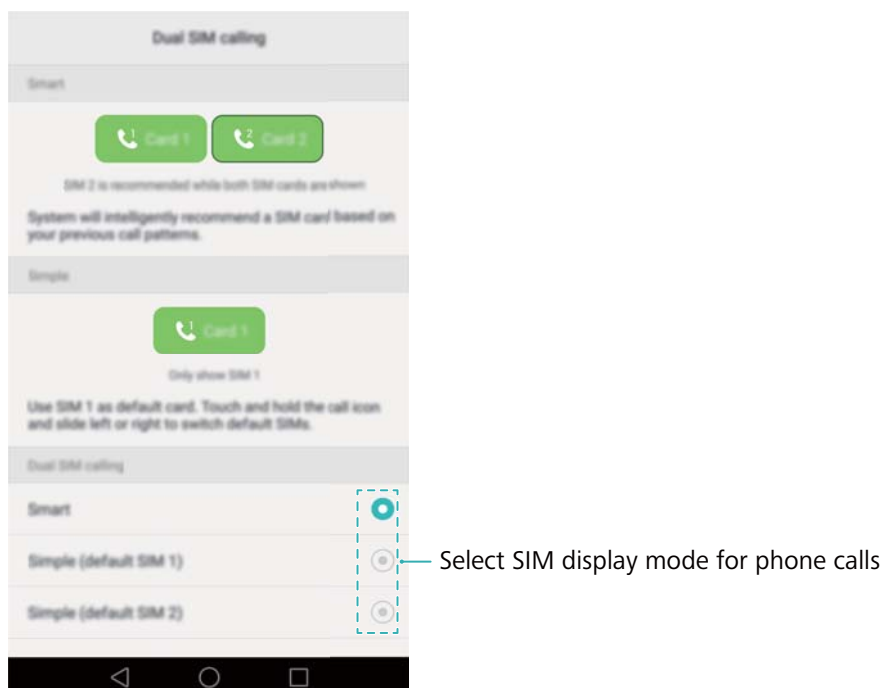 Dual SIM calling
Smart
1 Card 1
2 Card 2
SIM 2 is recommended while both SIM cards are shown
System will intelligently recommend a SIM card based on
your previous call patterns.
Simple
1 Card 1
Only show SIM 1
Use SIM 1 as default card. Touch and hold the call icon
and slide left or right to switch default SIMs.
Dual SIM calling
Smart
Simple (default SIM 1)
Select SIM display mode for phone calls
Simple (default SIM 2)